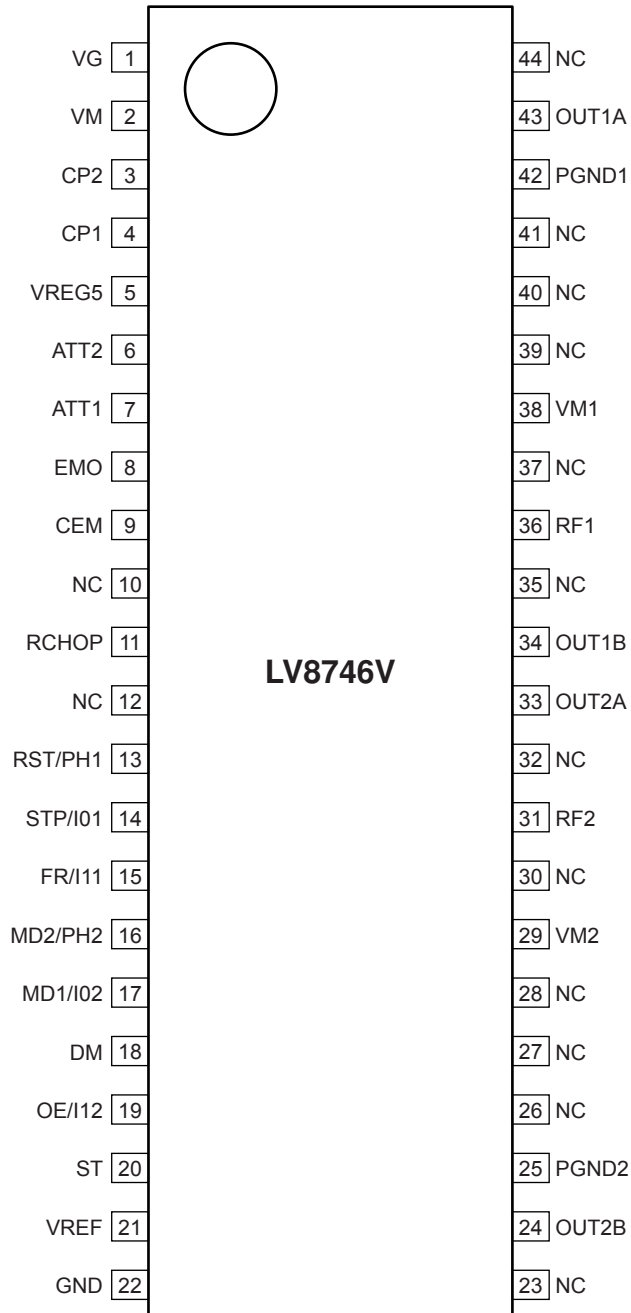 VG 1 44 NC
VM 2 43 OUT1A
CP2 3 42 PGND1
CP1 4 41 NC
VREG5 5 40 NC
ATT2 6 39 NC
ATT1 7 38 VM1
EMO 8 37 NC
CEM 9 36 RF1
NC 10 35 NC
RCHOP 11 34 OUT1B
LV8746V
NC 12 33 OUT2A
RST/PH1 13 32 NC
STP/I01 14 31 RF2
FR/I11 15 30 NC
MD2/PH2 16 29 VM2
MD1/I02 17 28 NC
DM 18 27 NC
OE/I12 19 26 NC
ST 20 25 PGND2
VREF 21 24 OUT2B
GND 22 23 NC